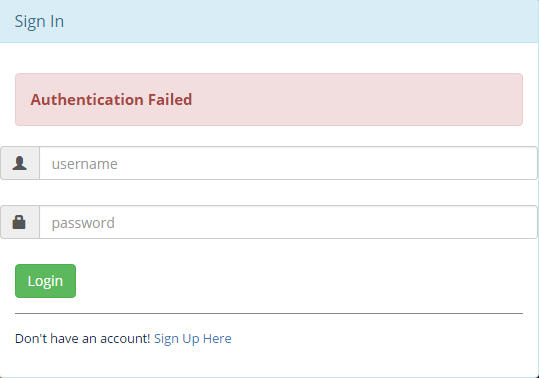 Sign In
Authentication Failed
username
password
Login
Don't have an account! Sign Up Here